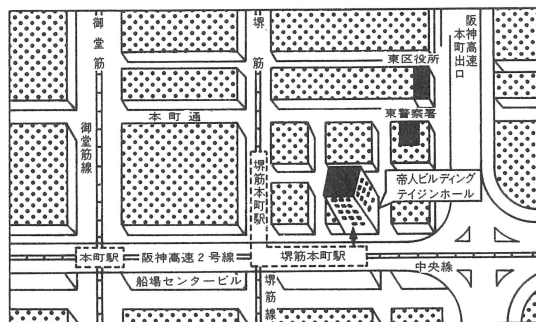 御堂筋
堺筋
阪神高速
本町出口
東区役所
本町通
東警察署
御堂筋線
堺筋本町駅
帝人ビルディング
テイジンホール
本町駅
阪神高速2号線
堺筋本町駅
中央線
船場センタービル
堺筋線